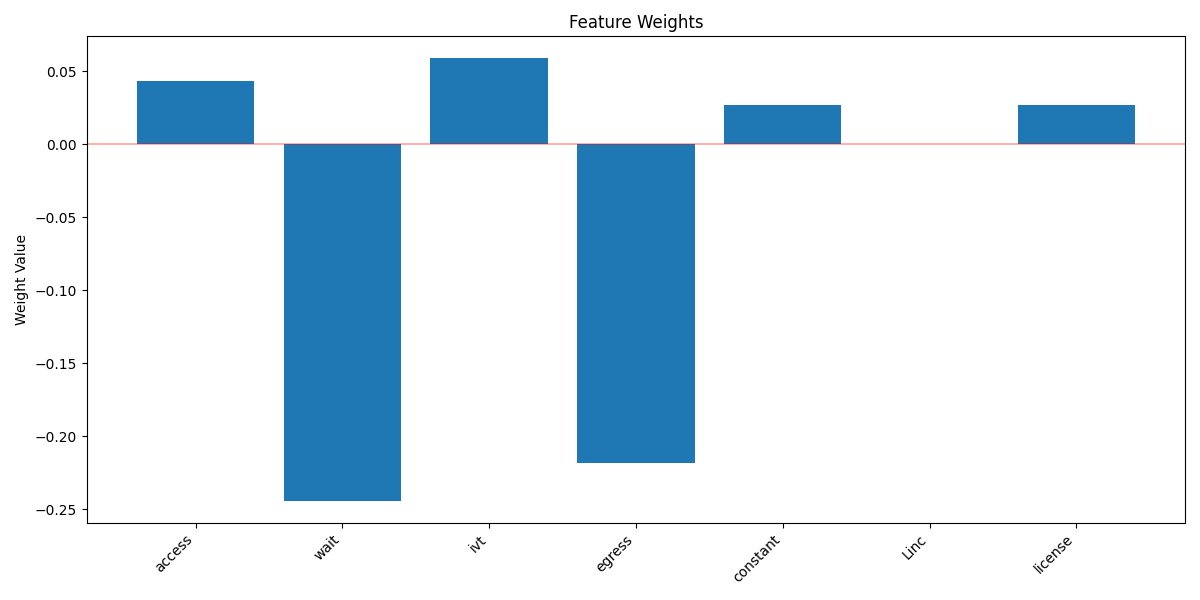 Feature Weights
Weight Value
0.05
0.00
−0.05
−0.10
−0.15
−0.20
−0.25
access
wait
ivt
egress
constant
Linc
license